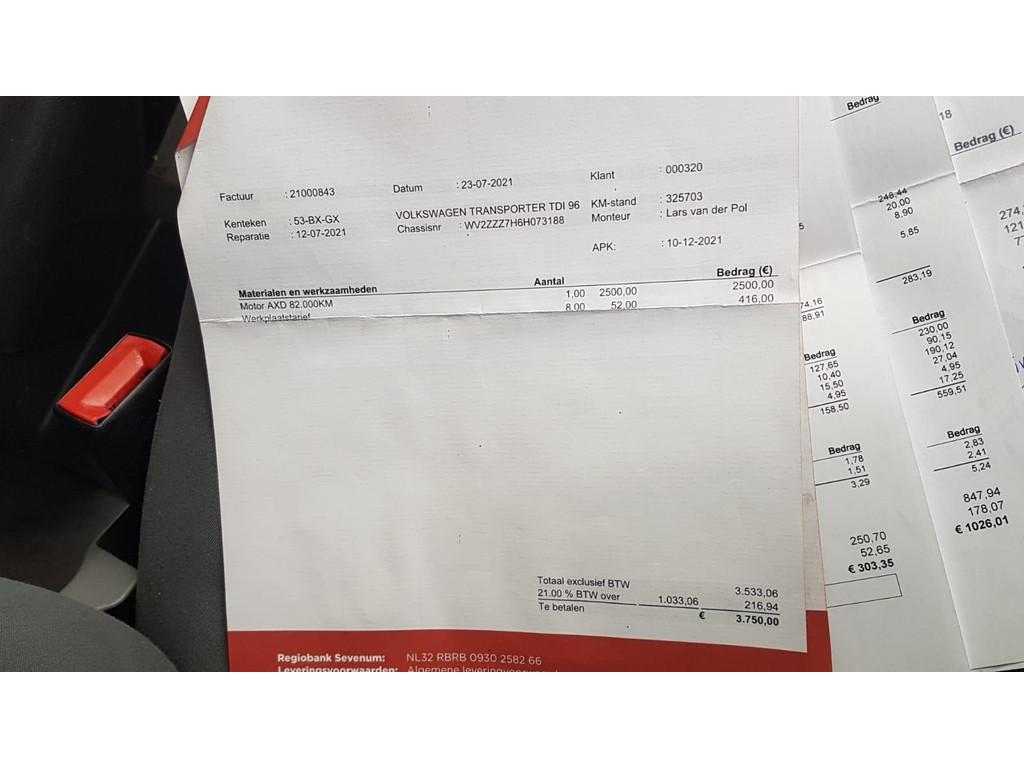 Factuur : 21000843 Datum : 23-07-2021 Klant : 000320
Kenteken : 53-BX-GX VOLKSWAGEN TRANSPORTER TDI 96 KM-stand : 325703
Reparatie : 12-07-2021 Chassisnr : WV2ZZZ7H6H073188 Monteur : Lars van der Pol
APK: : 10-12-2021
Materialen en werkzaamheden Aantal Bedrag (€)
Motor AXD 82.000KM 1,00 2500,00 2500,00
Werkplaatstarief 8,00 52,00 416,00
Totaal exclusief BTW 3.533,06
21.00 % BTW over 1.033,06 216,94
Te betalen € 3.750,00
Regiobank Sevenum: NL32 RBRB 0930 2582 66
Leveringsvoorwaarden: Algemene
5
74,16
88,91
Bedrag
127,65
10,40
15,50
4,95
158,50
Bedrag
1,78
1,51
3,29
250,70
52,65
€ 303,35
Bedrag
248,44
20,00
8,90
5,85
283,19
Bedrag
230,00
90,15
190,12
27,04
4,95
17,25
559,51
Bedrag
2,83
2,41
5,24
847,94
178,07
€ 1026,01
18
Bedrag (€)